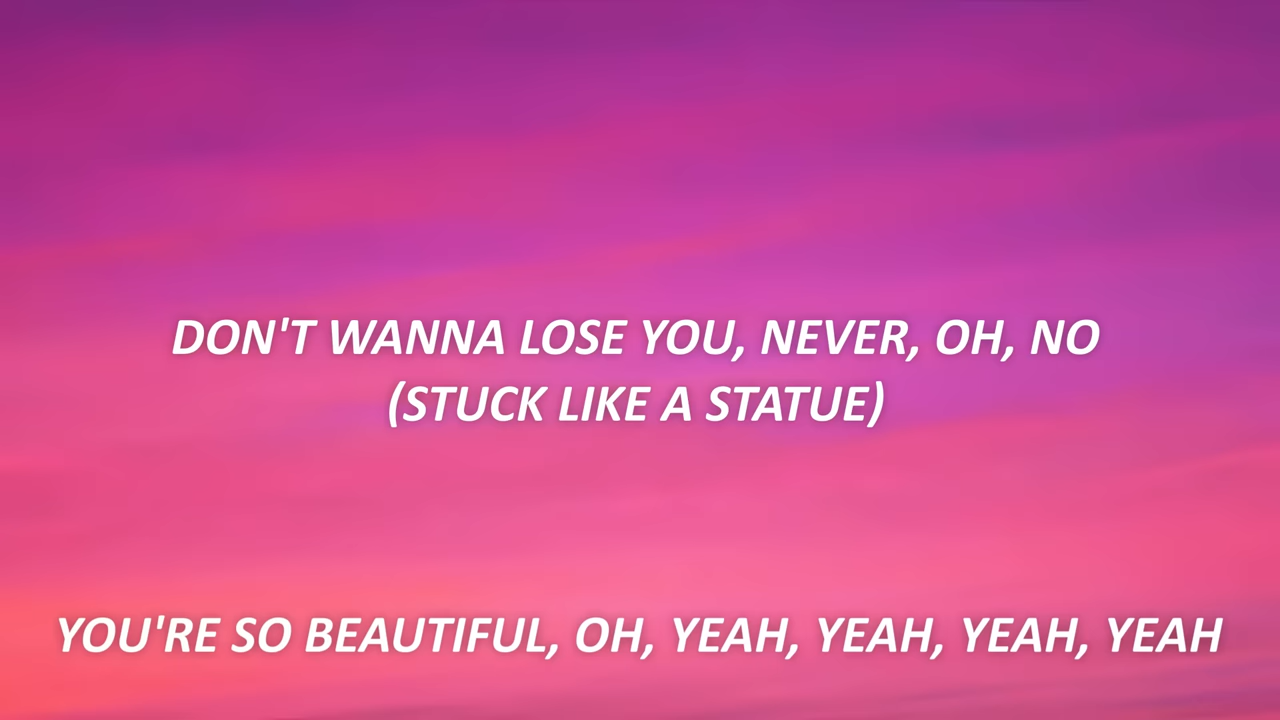 DON'T WANNA LOSE YOU, NEVER, OH, NO
(STUCK LIKE A STATUE)
YOU'RE SO BEAUTIFUL, OH, YEAH, YEAH, YEAH, YEAH